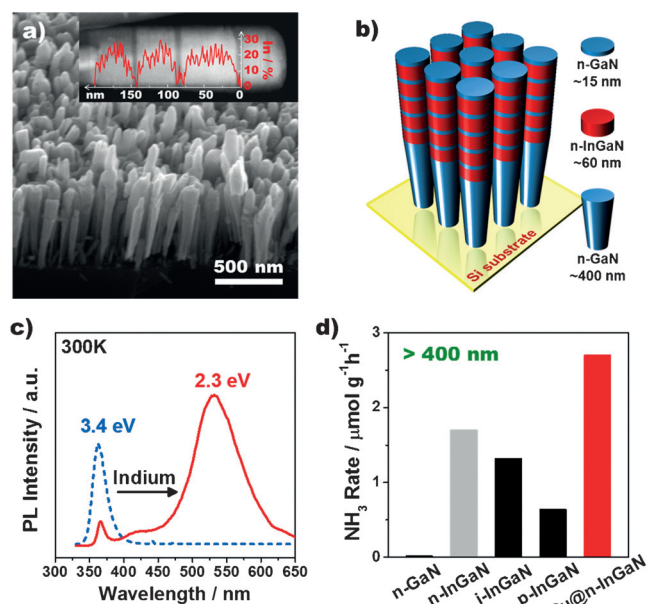 a)
In / %
30
20
10
0
nm 150 100 50 0
500 nm
b)
n-GaN
~15 nm
n-InGaN
~60 nm
n-GaN
~400 nm
Si substrate
c)
300K
3.4 eV
2.3 eV
Indium
PL Intensity / a.u.
300 350 400 450 500 550 600 650
Wavelength / nm
d)
> 400 nm
NH₃ Rate / μmol g⁻¹h⁻¹
3
2
1
0
n-GaN
n-InGaN
i-InGaN
p-InGaN
@n-InGaN